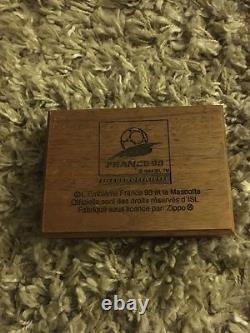 FRANCE 98
© L'Emblème France 98 et la Mascotte
Officielle sont des droits réservés d'ISL
Fabriqué sous licence par Zippo ®